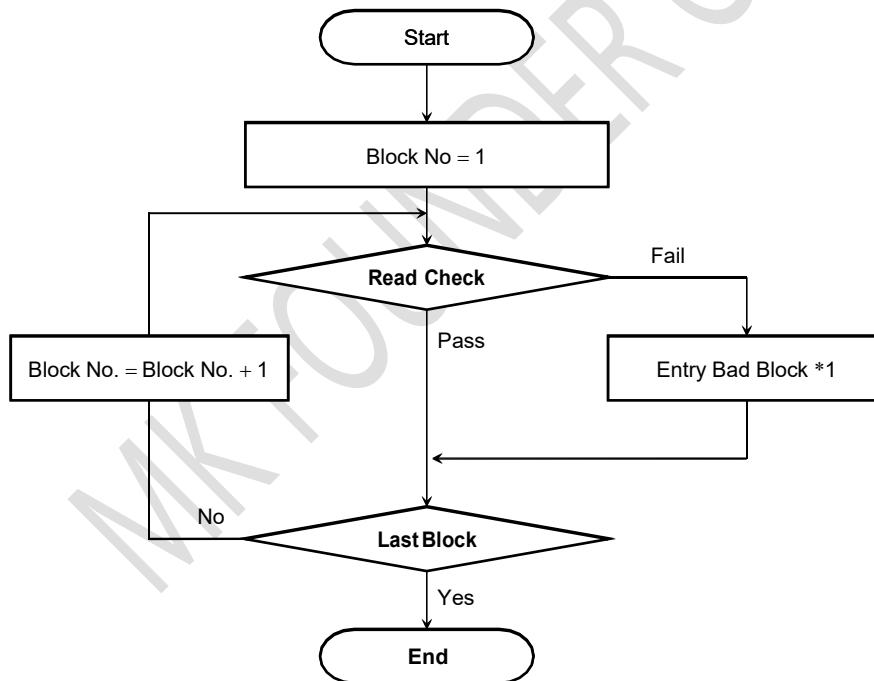 Start
Block No = 1
Read Check
Fail
Pass
Block No. = Block No. + 1
Entry Bad Block *1
No
Last Block
Yes
End
MK FOUNDER